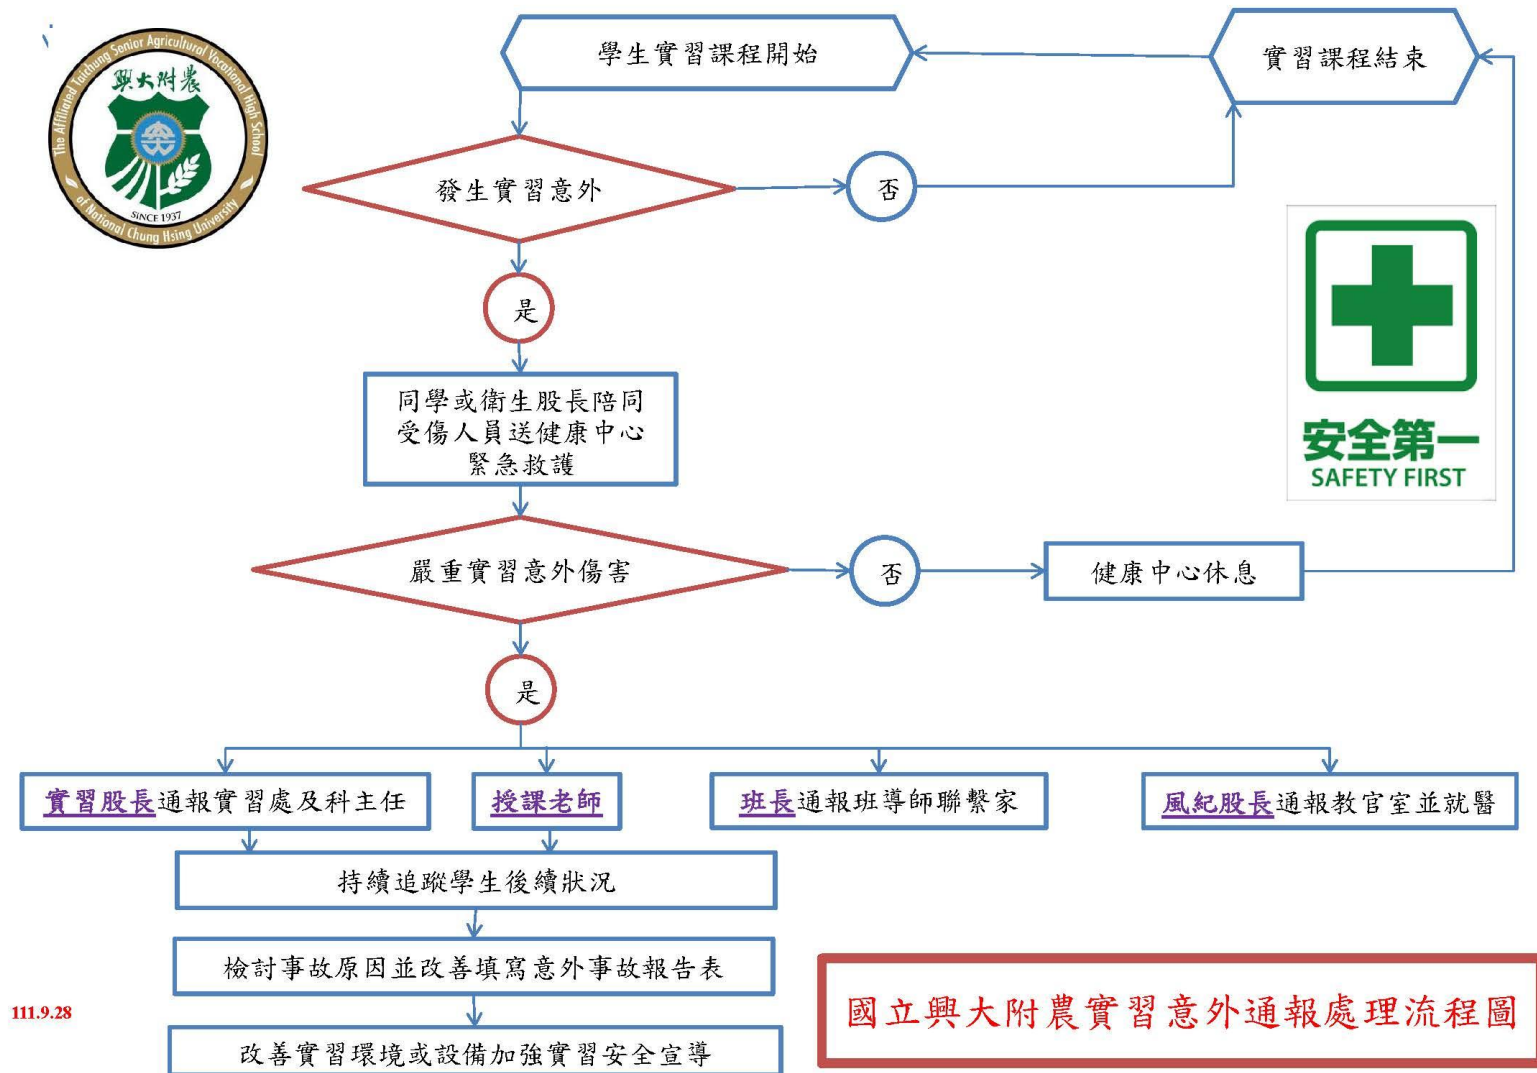 The Affiliated Taichung Senior Agricultural Vocational High School
of National Chung Hsing University
興大附農
SINCE 1937
學生實習課程開始
實習課程結束
發生實習意外
否
是
同學或衛生股長陪同
受傷人員送健康中心
緊急救護
安全第一
SAFETY FIRST
嚴重實習意外傷害
否
健康中心休息
是
實習股長通報實習處及科主任
授課老師
班長通報班導師聯繫家
風紀股長通報教官室並就醫
持續追蹤學生後續狀況
檢討事故原因並改善填寫意外事故報告表
改善實習環境或設備加強實習安全宣導
111.9.28
國立興大附農實習意外通報處理流程圖